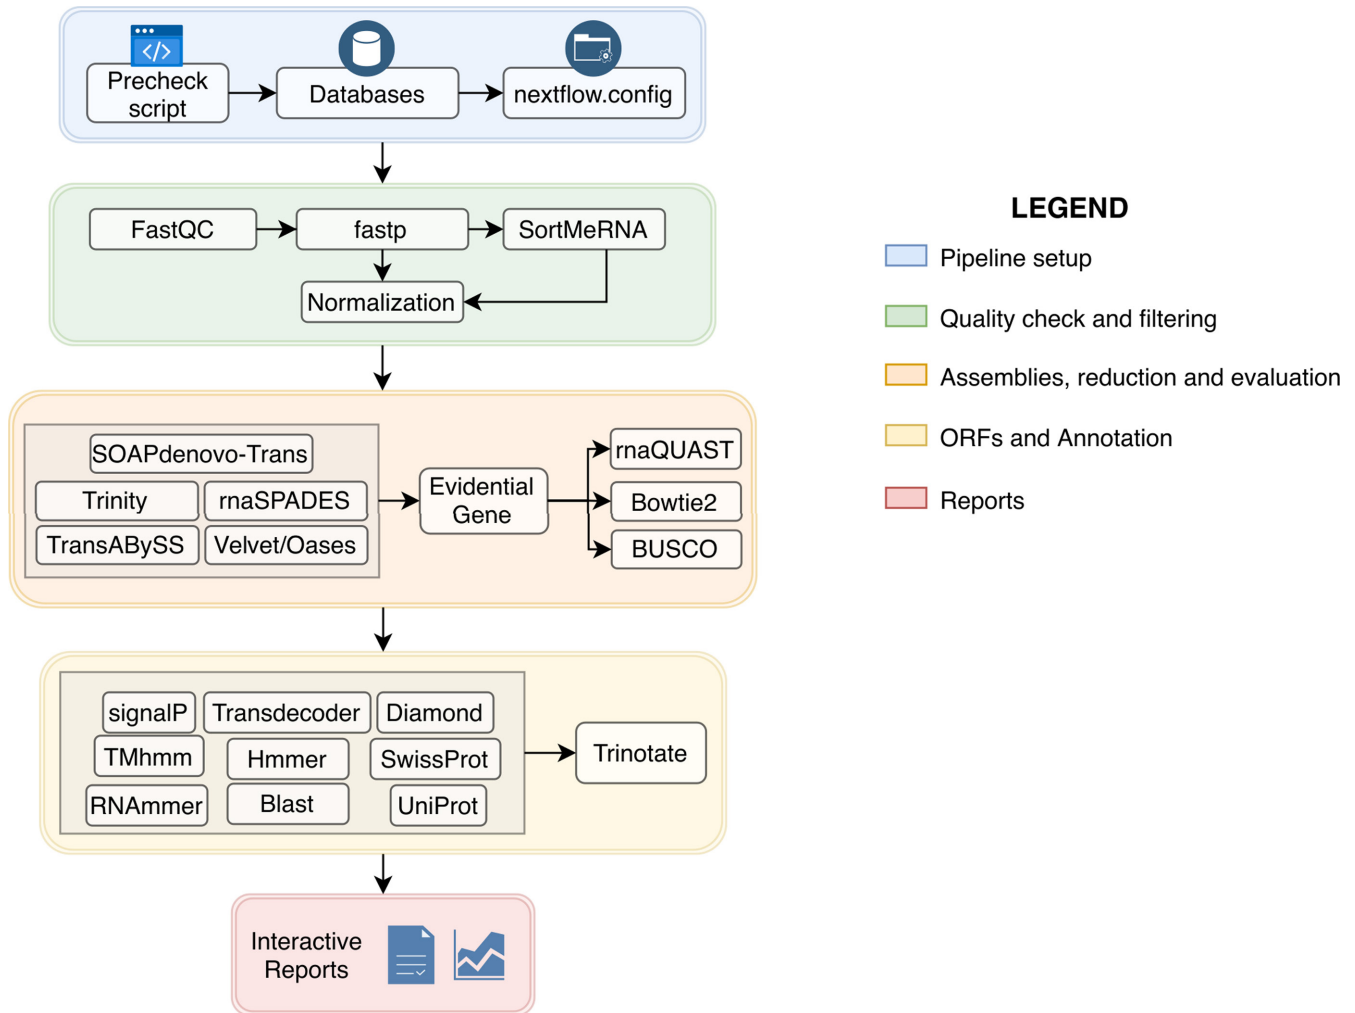 Precheck
script
Databases
nextflow.config
FastQC
fastp
SortMeRNA
Normalization
SOAPdenovo-Trans
Trinity
rnaSPADES
TransABySS
Velvet/Oases
Evidential
Gene
rnaQUAST
Bowtie2
BUSCO
signalP
Transdecoder
Diamond
TMhmm
Hmmer
SwissProt
RNAmmer
Blast
UniProt
Trinotate
Interactive
Reports
LEGEND
Pipeline setup
Quality check and filtering
Assemblies, reduction and evaluation
ORFs and Annotation
Reports